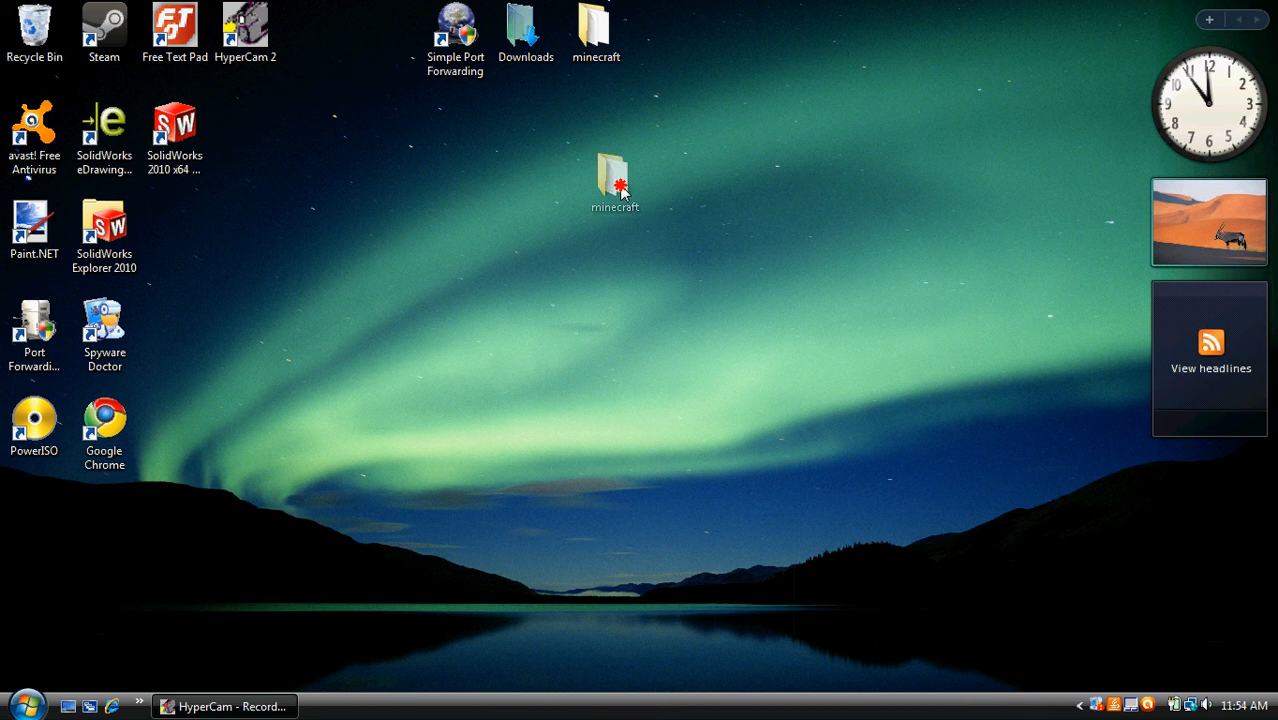 Recycle Bin
Steam
Free Text Pad
HyperCam 2
Simple Port
Forwarding
Downloads
minecraft
avast! Free
Antivirus
SolidWorks
eDrawing...
SolidWorks
2010 x64 ...
minecraft
Paint.NET
SolidWorks
Explorer 2010
Port
Forwardi...
Spyware
Doctor
View headlines
PowerISO
Google
Chrome
HyperCam - Record...
11:54 AM